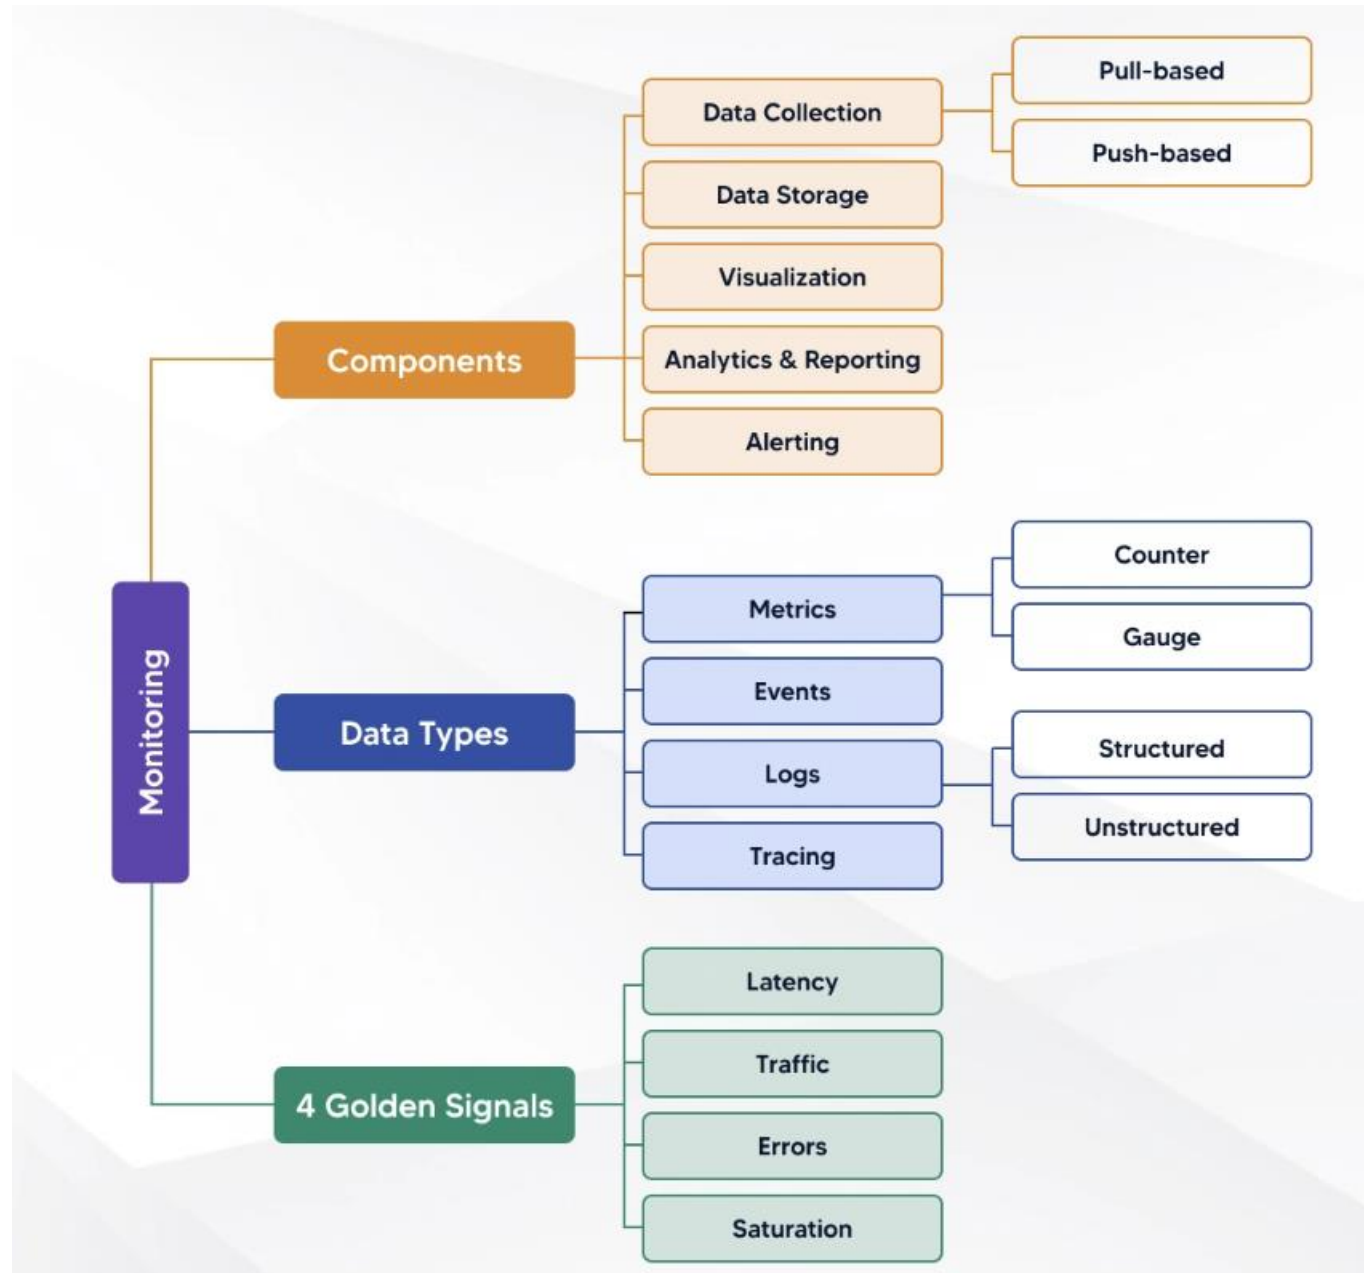 Monitoring
Components
Data Collection
Pull-based
Push-based
Data Storage
Visualization
Analytics & Reporting
Alerting
Data Types
Metrics
Counter
Gauge
Events
Logs
Structured
Unstructured
Tracing
4 Golden Signals
Latency
Traffic
Errors
Saturation